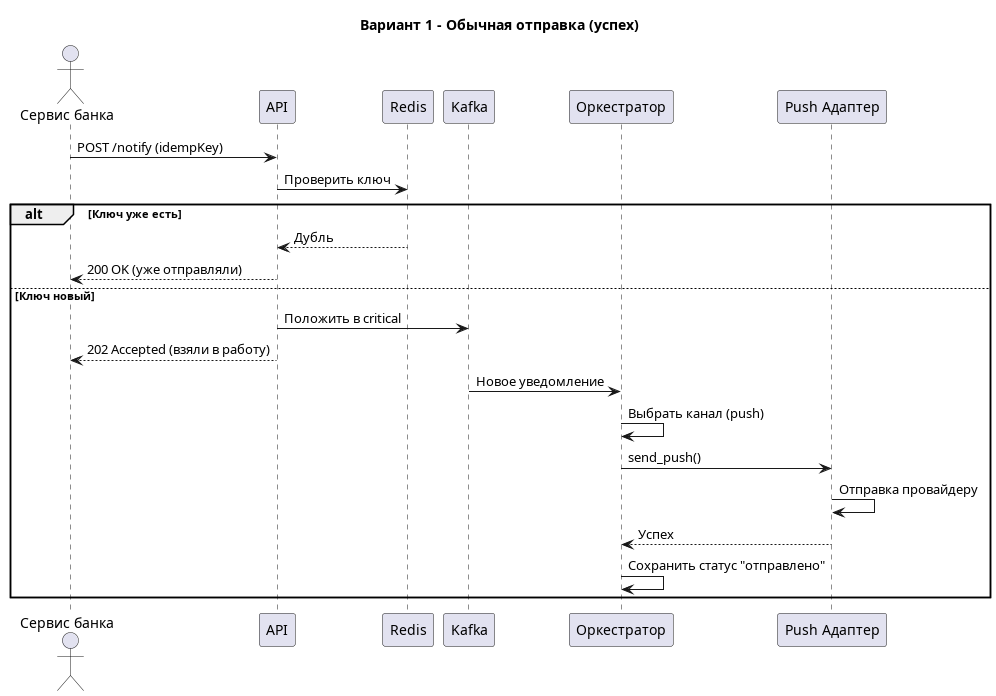 Вариант 1 - Обычная отправка (успех)
Сервис банка
API
Redis
Kafka
Оркестратор
Push Адаптер
POST /notify (idempKey)
Проверить ключ
alt
[Ключ уже есть]
Дубль
200 OK (уже отправляли)
[Ключ новый]
Положить в critical
202 Accepted (взяли в работу)
Новое уведомление
Выбрать канал (push)
send_push()
Отправка провайдеру
Успех
Сохранить статус "отправлено"
Сервис банка
API
Redis
Kafka
Оркестратор
Push Адаптер